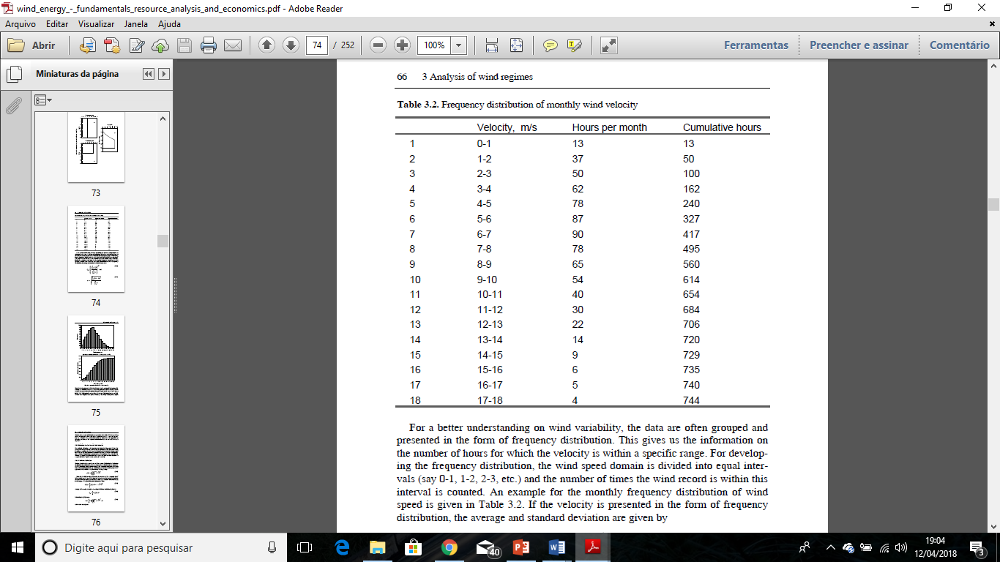 wind_energy_-_fundamentals_resource_analysis_and_economics.pdf - Adobe Reader
Arquivo Editar Visualizar Janela Ajuda
Abrir 74 / 252 100% Ferramentas Preencher e assinar Comentário
Miniaturas da página
73
74
75
76
66 3 Analysis of wind regimes
Table 3.2. Frequency distribution of monthly wind velocity
Velocity, m/s Hours per month Cumulative hours
1 0-1 13 13
2 1-2 37 50
3 2-3 50 100
4 3-4 62 162
5 4-5 78 240
6 5-6 87 327
7 6-7 90 417
8 7-8 78 495
9 8-9 65 560
10 9-10 54 614
11 10-11 40 654
12 11-12 30 684
13 12-13 22 706
14 13-14 14 720
15 14-15 9 729
16 15-16 6 735
17 16-17 5 740
18 17-18 4 744
For a better understanding on wind variability, the data are often grouped and
presented in the form of frequency distribution. This gives us the information on
the number of hours for which the velocity is within a specific range. For develop-
ing the frequency distribution, the wind speed domain is divided into equal inter-
vals (say 0-1, 1-2, 2-3, etc.) and the number of times the wind record is within this
interval is counted. An example for the monthly frequency distribution of wind
speed is given in Table 3.2. If the velocity is presented in the form of frequency
distribution, the average and standard deviation are given by
Digite aqui para pesquisar
40
19:04
12/04/2018
3